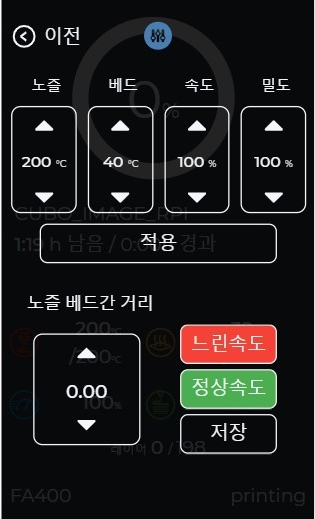 이전
0%
노즐 베드 속도 밀도
200 °C 40 °C 100 % 100 %
CUBO_IMAGE_RPI
1:19 h 남음 / 0:0 경과
적용
노즐 베드간 거리
200°C
/200°C
느린속도
0.00
100%
정상속도
저장
레이어 0 /198
FA400 printing